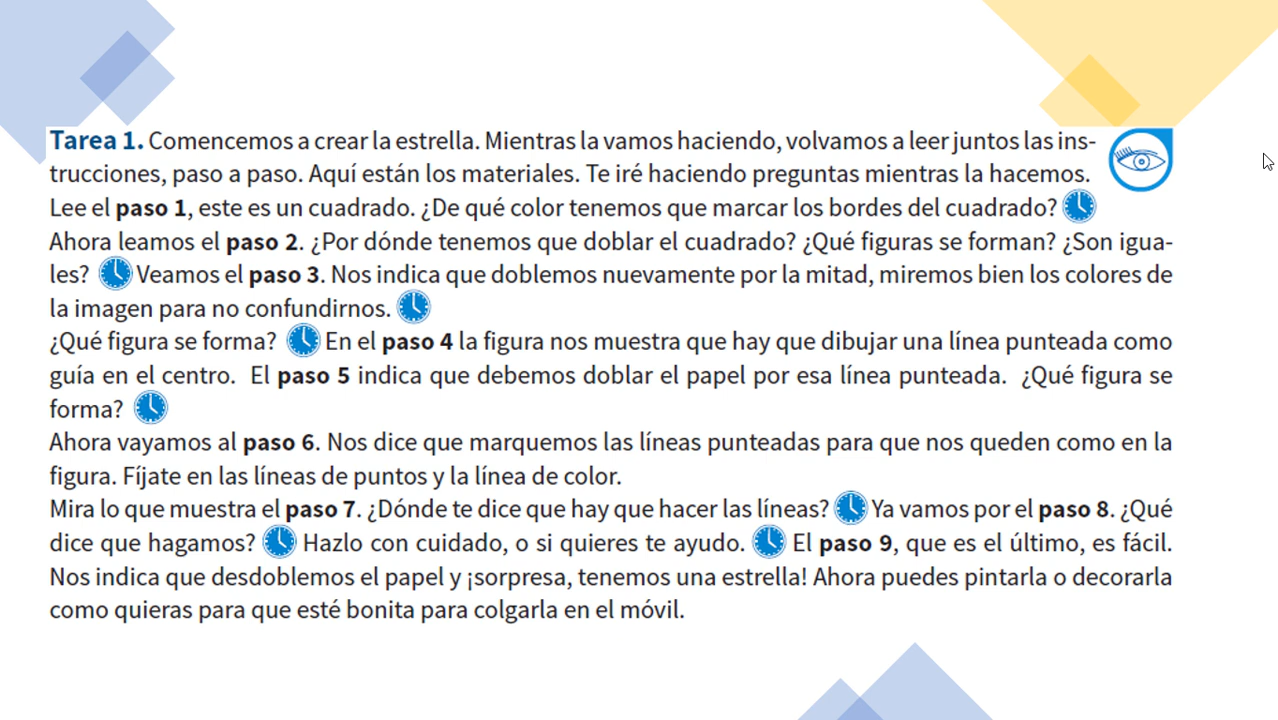 Tarea 1. Comencemos a crear la estrella. Mientras la vamos haciendo, volvamos a leer juntos las ins-
trucciones, paso a paso. Aquí están los materiales. Te iré haciendo preguntas mientras la hacemos.
Lee el paso 1, este es un cuadrado. ¿De qué color tenemos que marcar los bordes del cuadrado?
Ahora leamos el paso 2. ¿Por dónde tenemos que doblar el cuadrado? ¿Qué figuras se forman? ¿Son igua-
les? Veamos el paso 3. Nos indica que doblemos nuevamente por la mitad, miremos bien los colores de
la imagen para no confundirnos.
¿Qué figura se forma? En el paso 4 la figura nos muestra que hay que dibujar una línea punteada como
guía en el centro. El paso 5 indica que debemos doblar el papel por esa línea punteada. ¿Qué figura se
forma?
Ahora vayamos al paso 6. Nos dice que marquemos las líneas punteadas para que nos queden como en la
figura. Fíjate en las líneas de puntos y la línea de color.
Mira lo que muestra el paso 7. ¿Dónde te dice que hay que hacer las líneas? Ya vamos por el paso 8. ¿Qué
dice que hagamos? Hazlo con cuidado, o si quieres te ayudo. El paso 9, que es el último, es fácil.
Nos indica que desdoblemos el papel y ¡sorpresa, tenemos una estrella! Ahora puedes pintarla o decorarla
como quieras para que esté bonita para colgarla en el móvil.